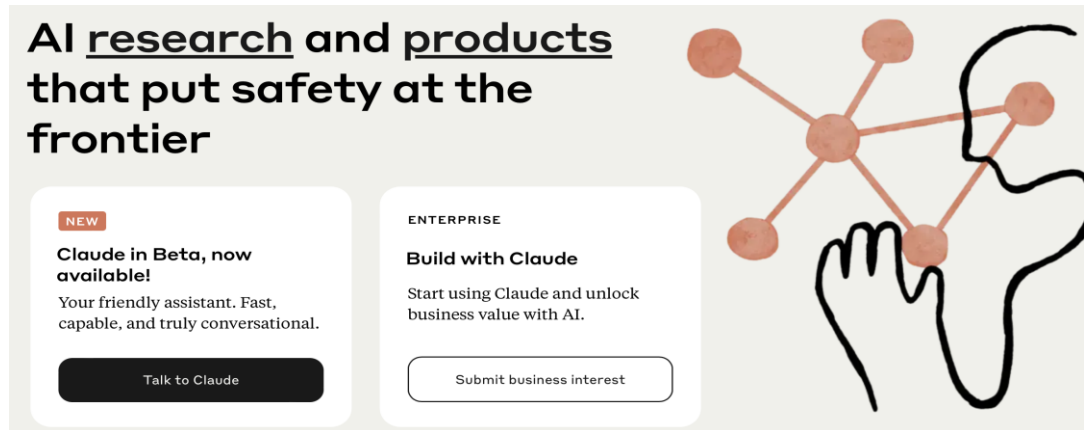 AI research and products
that put safety at the
frontier
NEW
Claude in Beta, now
available!
Your friendly assistant. Fast,
capable, and truly conversational.
Talk to Claude
ENTERPRISE
Build with Claude
Start using Claude and unlock
business value with AI.
Submit business interest